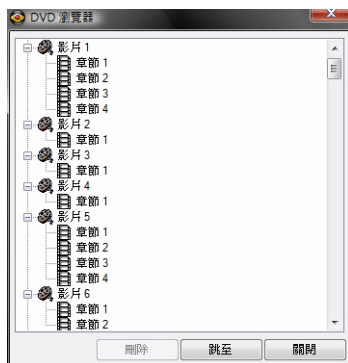 DVD 瀏覽器
影片 1
章節 1
章節 2
章節 3
章節 4
影片 2
章節 1
影片 3
章節 1
影片 4
章節 1
影片 5
章節 1
章節 2
章節 3
章節 4
影片 6
章節 1
章節 2
刪除 跳至 關閉